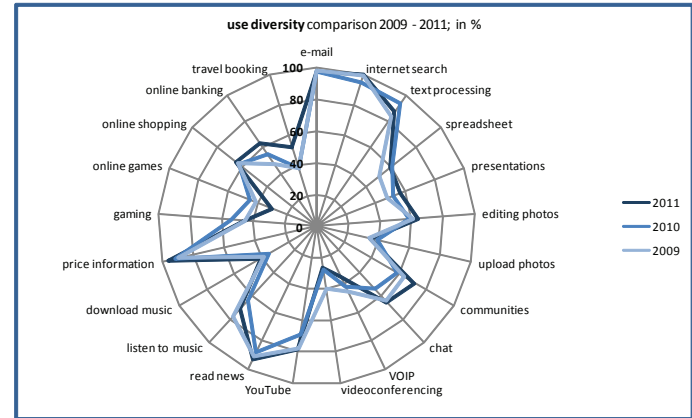 use diversity comparison 2009 - 2011; in %
e-mail
internet search
text processing
spreadsheet
presentations
editing photos
upload photos
communities
chat
VOIP
videoconferencing
YouTube
read news
listen to music
download music
price information
gaming
online games
online shopping
online banking
travel booking
100
80
60
40
20
0
2011
2010
2009